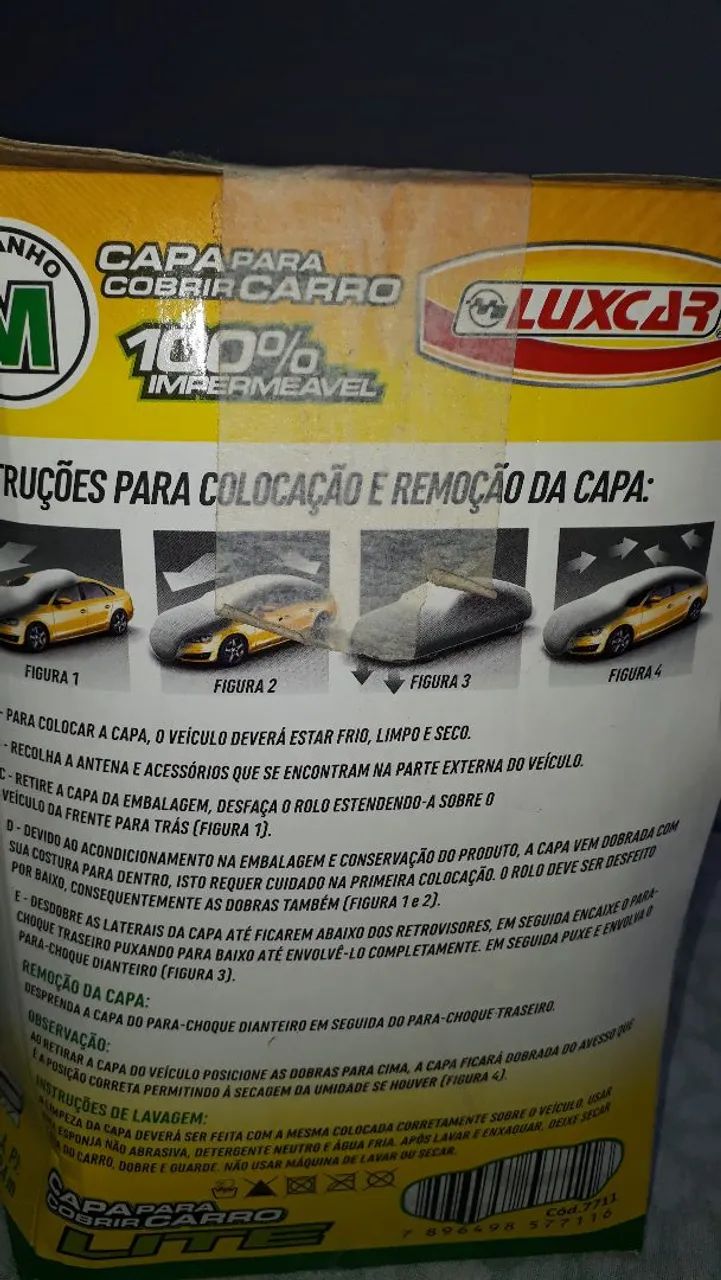 CAPA PARA
COBRIR CARRO
100%
IMPERMEÁVEL
M
LUXCAR
COLOCAÇÃO E REMOÇÃO DA CAPA:
FIGURA 1
FIGURA 2
FIGURA 3
FIGURA 4
- PARA COLOCAR A CAPA, O VEÍCULO DEVERÁ ESTAR FRIO, LIMPO E SECO.
- RECOLHA A ANTENA E ACESSÓRIOS QUE SE ENCONTRAM NA PARTE EXTERNA DO VEÍCULO.
C - RETIRE A CAPA DA EMBALAGEM, DESFAÇA O ROLO ESTENDENDO-A SOBRE O
VEÍCULO DA FRENTE PARA TRÁS (FIGURA 1).
D - DEVIDO AO ACONDICIONAMENTO NA EMBALAGEM E CONSERVAÇÃO DO PRODUTO, A CAPA VEM DOBRADA COM
SUA COSTURA PARA DENTRO, ISTO REQUER CUIDADO NA PRIMEIRA COLOCAÇÃO. O ROLO DEVE SER DESFEITO
POR BAIXO, CONSEQUENTEMENTE AS DOBRAS TAMBÉM (FIGURA 1 e 2).
E - DESDOBRE AS LATERAIS DA CAPA ATÉ FICAREM ABAIXO DOS RETROVISORES, EM SEGUIDA ENCAIXE O PARA-
CHOQUE TRASEIRO PUXANDO PARA BAIXO ATÉ ENVOLVÊ-LO COMPLETAMENTE. EM SEGUIDA PUXE E ENVOLVA O
PARA-CHOQUE DIANTEIRO (FIGURA 3).
REMOÇÃO DA CAPA:
DESPRENDA A CAPA DO PARA-CHOQUE DIANTEIRO EM SEGUIDA DO PARA-CHOQUE TRASEIRO.
OBSERVAÇÃO:
AO RETIRAR A CAPA DO VEÍCULO POSICIONE AS DOBRAS PARA CIMA, A CAPA FICARÁ DOBRADA DO AVESSO QUE
É A POSIÇÃO CORRETA PERMITINDO Á SECAGEM DA UMIDADE SE HOUVER (FIGURA 4).
INSTRUÇÕES DE LAVAGEM:
A LIMPEZA DA CAPA DEVERÁ SER FEITA COM A MESMA COLOCADA CORRETAMENTE SOBRE O VEÍCULO. USAR
ESPONJA NÃO ABRASIVA, DETERGENTE NEUTRO E ÁGUA FRIA. APÓS LAVAR E ENXAGUAR, DEIXE SECAR
DO CARRO, DOBRE E GUARDE. NÃO USAR MÁQUINA DE LAVAR OU SECAR.
CAPA PARA
COBRIR CARRO
LITE
Cód.7711
7 896498 577116